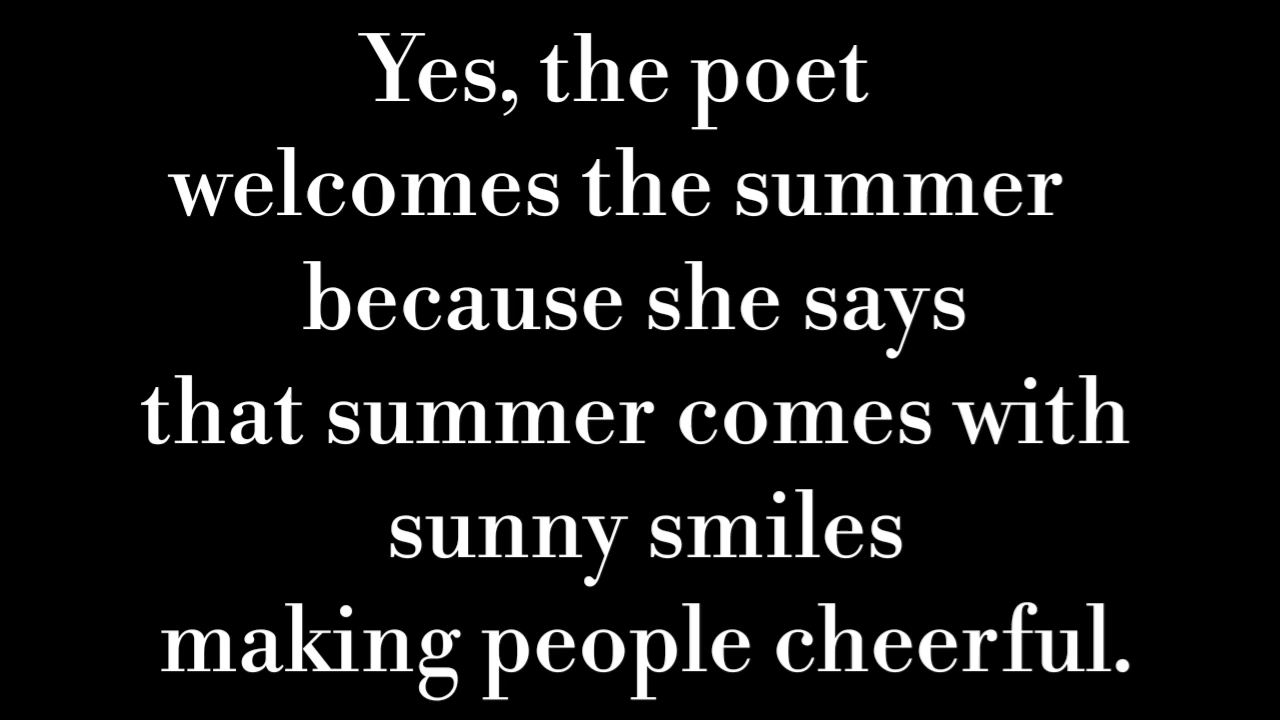 Yes, the poet
welcomes the summer
because she says
that summer comes with
sunny smiles
making people cheerful.